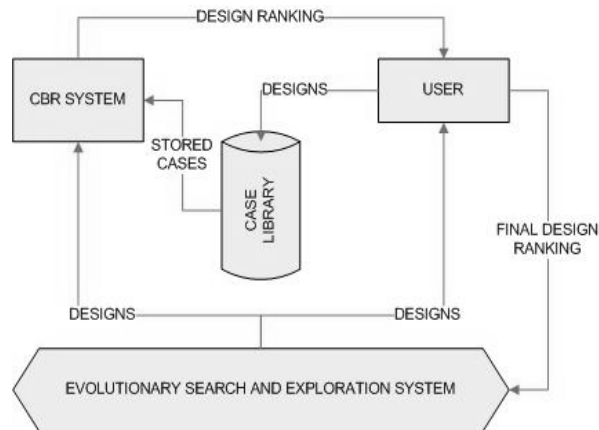 DESIGN RANKING
CBR SYSTEM
USER
DESIGNS
STORED
CASES
CASE
LIBRARY
FINAL DESIGN
RANKING
DESIGNS
DESIGNS
EVOLUTIONARY SEARCH AND EXPLORATION SYSTEM